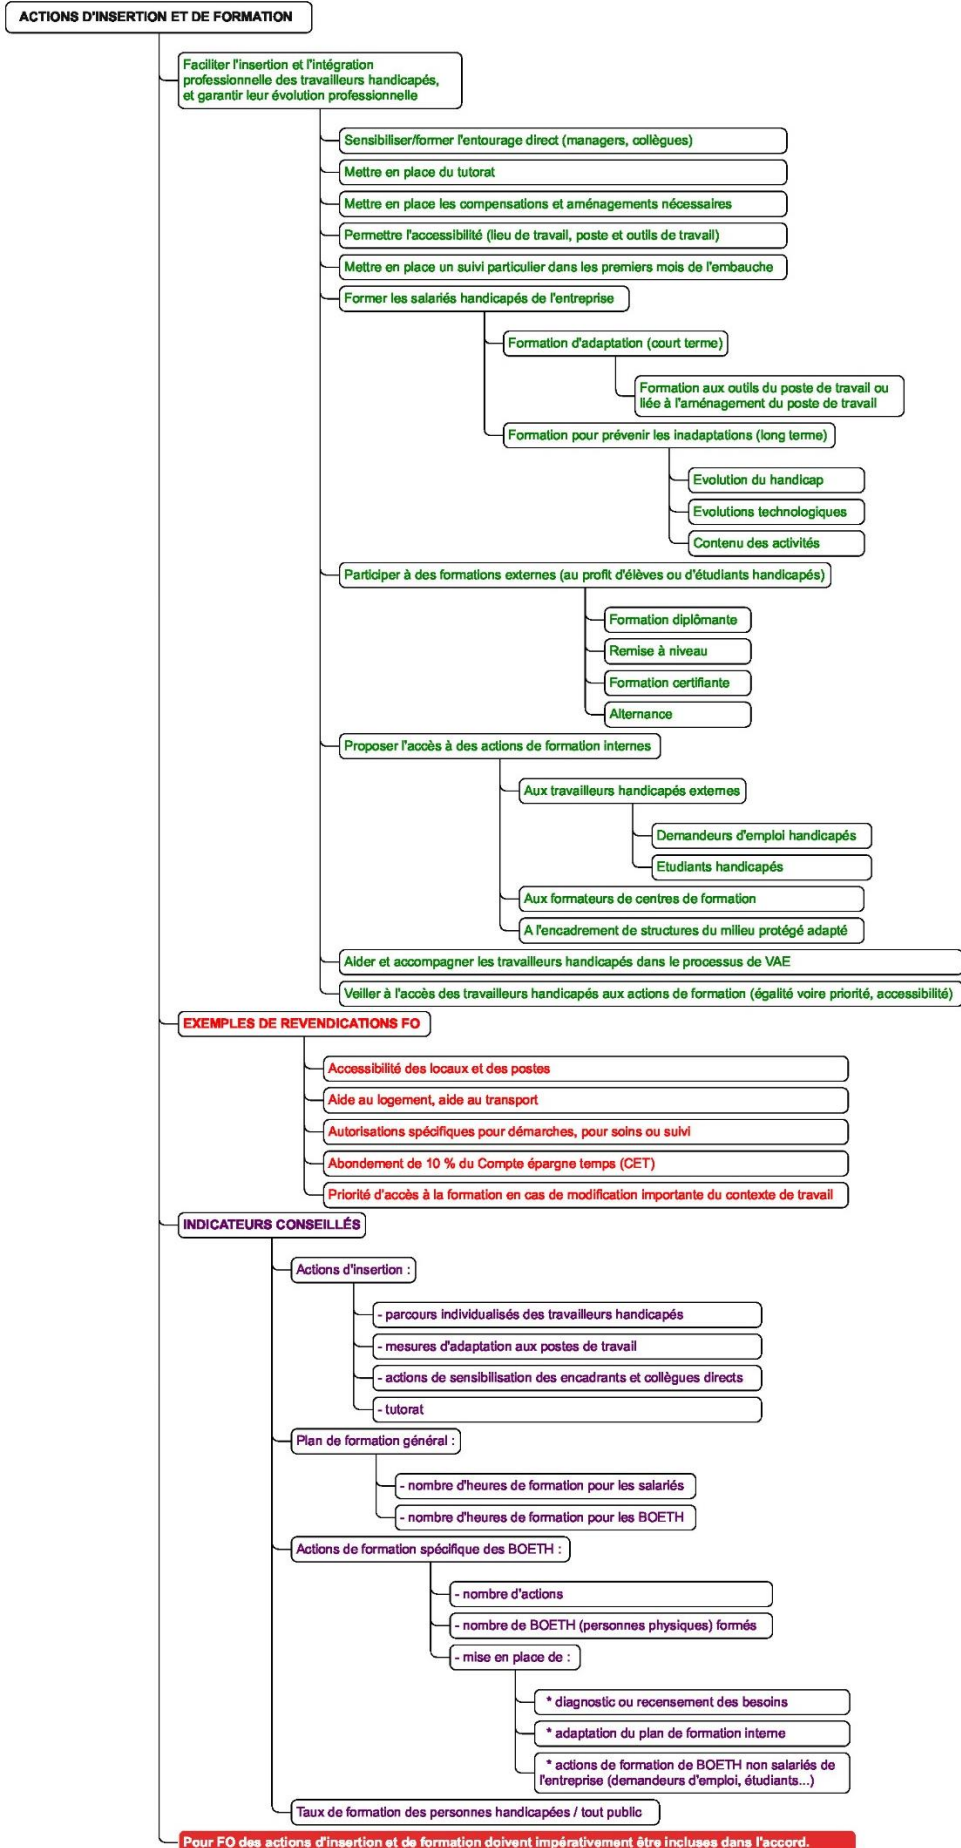 ACTIONS D'INSERTION ET DE FORMATION
Faciliter l'insertion et l'intégration
professionnelle des travailleurs handicapés,
et garantir leur évolution professionnelle
Sensibiliser/former l'entourage direct (managers, collègues)
Mettre en place du tutorat
Mettre en place les compensations et aménagements nécessaires
Permettre l'accessibilité (lieu de travail, poste et outils de travail)
Mettre en place un suivi particulier dans les premiers mois de l'embauche
Former les salariés handicapés de l'entreprise
Formation d'adaptation (court terme)
Formation aux outils du poste de travail ou
liée à l'aménagement du poste de travail
Formation pour prévenir les inadaptations (long terme)
Evolution du handicap
Evolutions technologiques
Contenu des activités
Participer à des formations externes (au profit d'élèves ou d'étudiants handicapés)
Formation diplômante
Remise à niveau
Formation certifiante
Alternance
Proposer l'accès à des actions de formation internes
Aux travailleurs handicapés externes
Demandeurs d'emploi handicapés
Etudiants handicapés
Aux formateurs de centres de formation
A l'encadrement de structures du milieu protégé adapté
Aider et accompagner les travailleurs handicapés dans le processus de VAE
Veiller à l'accès des travailleurs handicapés aux actions de formation (égalité voire priorité, accessibilité)
EXEMPLES DE REVENDICATIONS FO
Accessibilité des locaux et des postes
Aide au logement, aide au transport
Autorisations spécifiques pour démarches, pour soins ou suivi
Abondement de 10 % du Compte épargne temps (CET)
Priorité d'accès à la formation en cas de modification importante du contexte de travail
INDICATEURS CONSEILLÉS
Actions d'insertion :
- parcours individualisés des travailleurs handicapés
- mesures d'adaptation aux postes de travail
- actions de sensibilisation des encadrants et collègues directs
- tutorat
Plan de formation général :
- nombre d'heures de formation pour les salariés
- nombre d'heures de formation pour les BOETH
Actions de formation spécifique des BOETH :
- nombre d'actions
- nombre de BOETH (personnes physiques) formés
- mise en place de :
* diagnostic ou recensement des besoins
* adaptation du plan de formation interne
* actions de formation de BOETH non salariés de
l'entreprise (demandeurs d'emploi, étudiants...)
Taux de formation des personnes handicapées / tout public
Pour FO des actions d'insertion et de formation doivent impérativement être incluses dans l'accord.